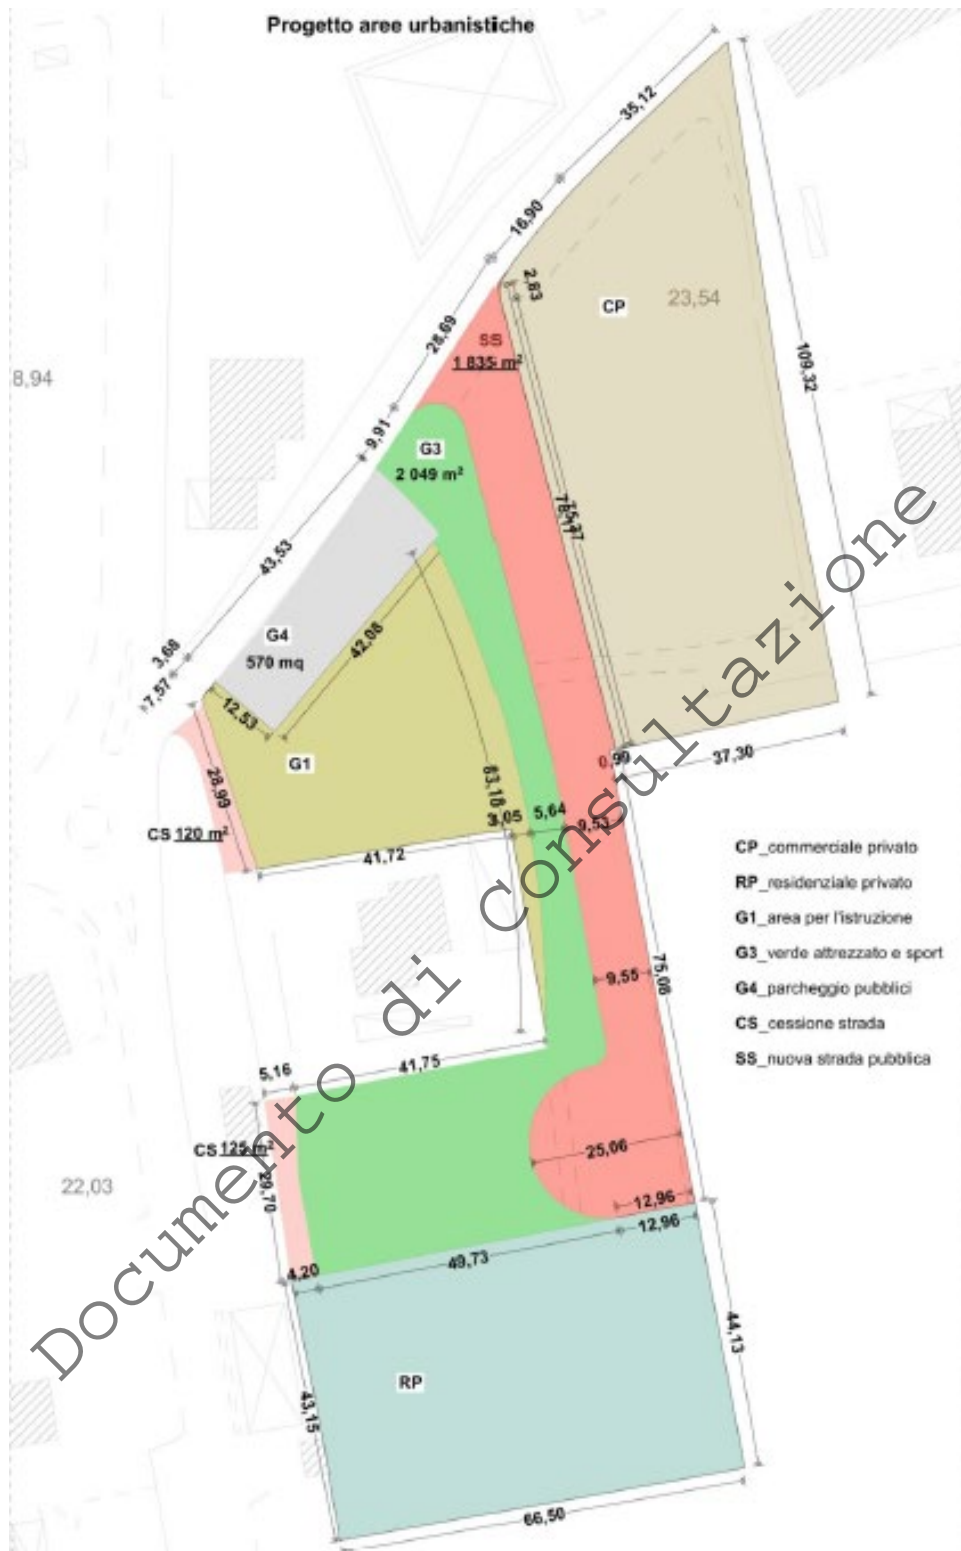 Progetto aree urbanistiche
35,12
16,90
2,63
CP
23,54
28,69
SS
1 835 m²
109,32
8,94
9,91
G3
2 049 m²
43,53
G4
570 mq
42,08
3,68
7,57
12,53
G1
28,99
0,99
37,30
83,18
3,05
5,64
9,53
CS 120 m²
41,72
CP_commerciale privato
RP_residenziale privato
G1_area per l'istruzione
G3_verde attrezzato e sport
G4_parcheggio pubblici
CS_cessione strada
SS_nuova strada pubblica
9,55
75,08
5,16
41,75
CS 125 m²
25,06
22,03
29,70
12,96
12,96
4,20
49,73
44,13
RP
43,15
66,50
Documento di Consultazione